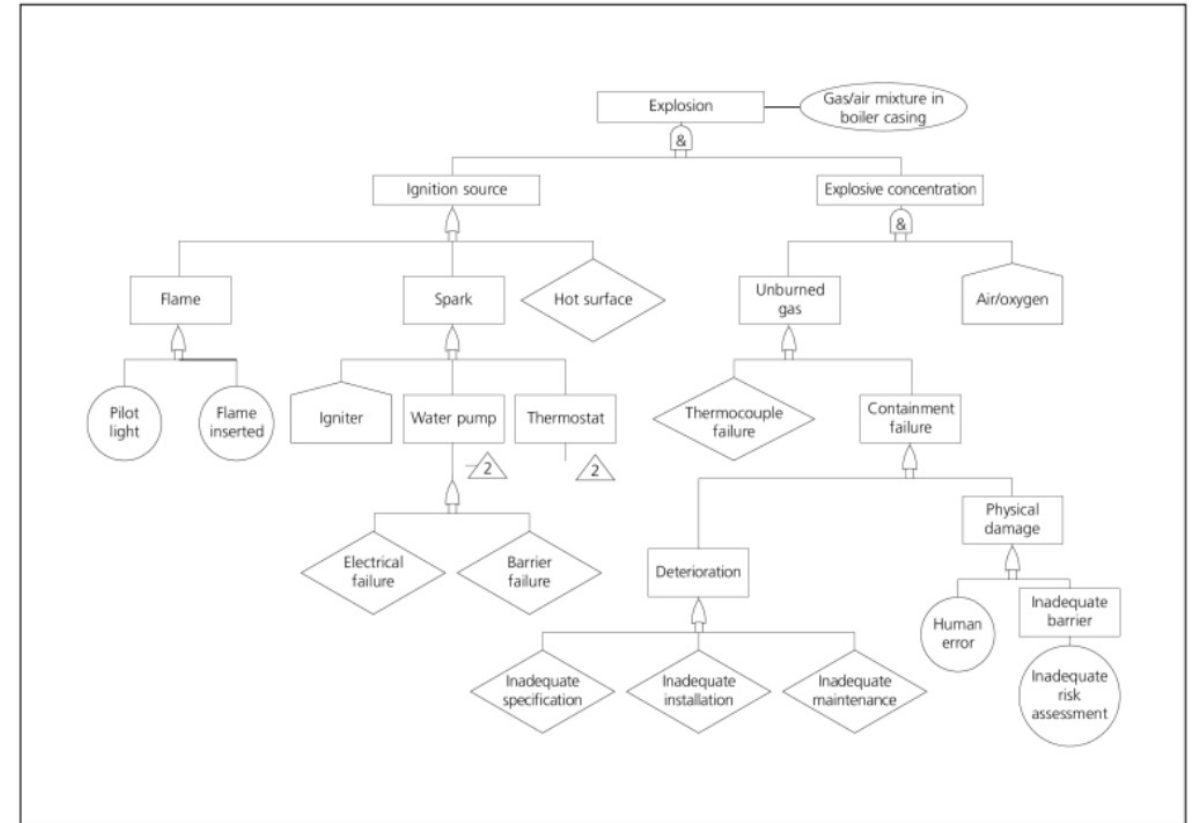 Explosion
Gas/air mixture in
boiler casing
&
Ignition source
Explosive concentration
&
Flame
Spark
Hot surface
Unburned
gas
Air/oxygen
Pilot
light
Flame
inserted
Igniter
Water pump
Thermostat
Thermocouple
failure
Containment
failure
2
2
Physical
damage
Electrical
failure
Barrier
failure
Deterioration
Human
error
Inadequate
barrier
Inadequate
specification
Inadequate
installation
Inadequate
maintenance
Inadequate
risk
assessment